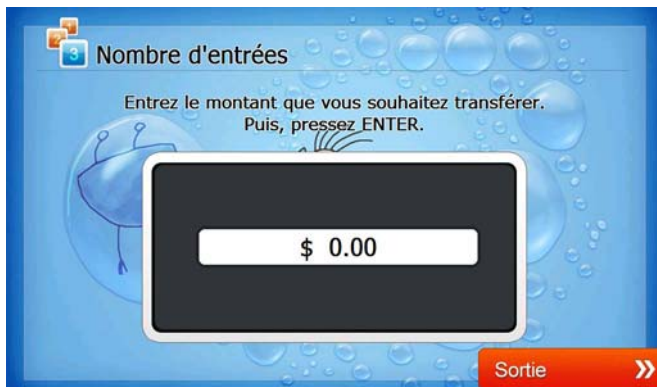 Nombre d'entrées
Entrez le montant que vous souhaitez transférer.
Puis, pressez ENTER.
$ 0.00
Sortie